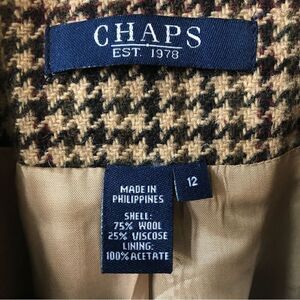 CHAPS
EST. 1978
12
MADE IN
PHILIPPINES
SHELL:
75% WOOL
25% VISCOSE
LINING:
100% ACETATE